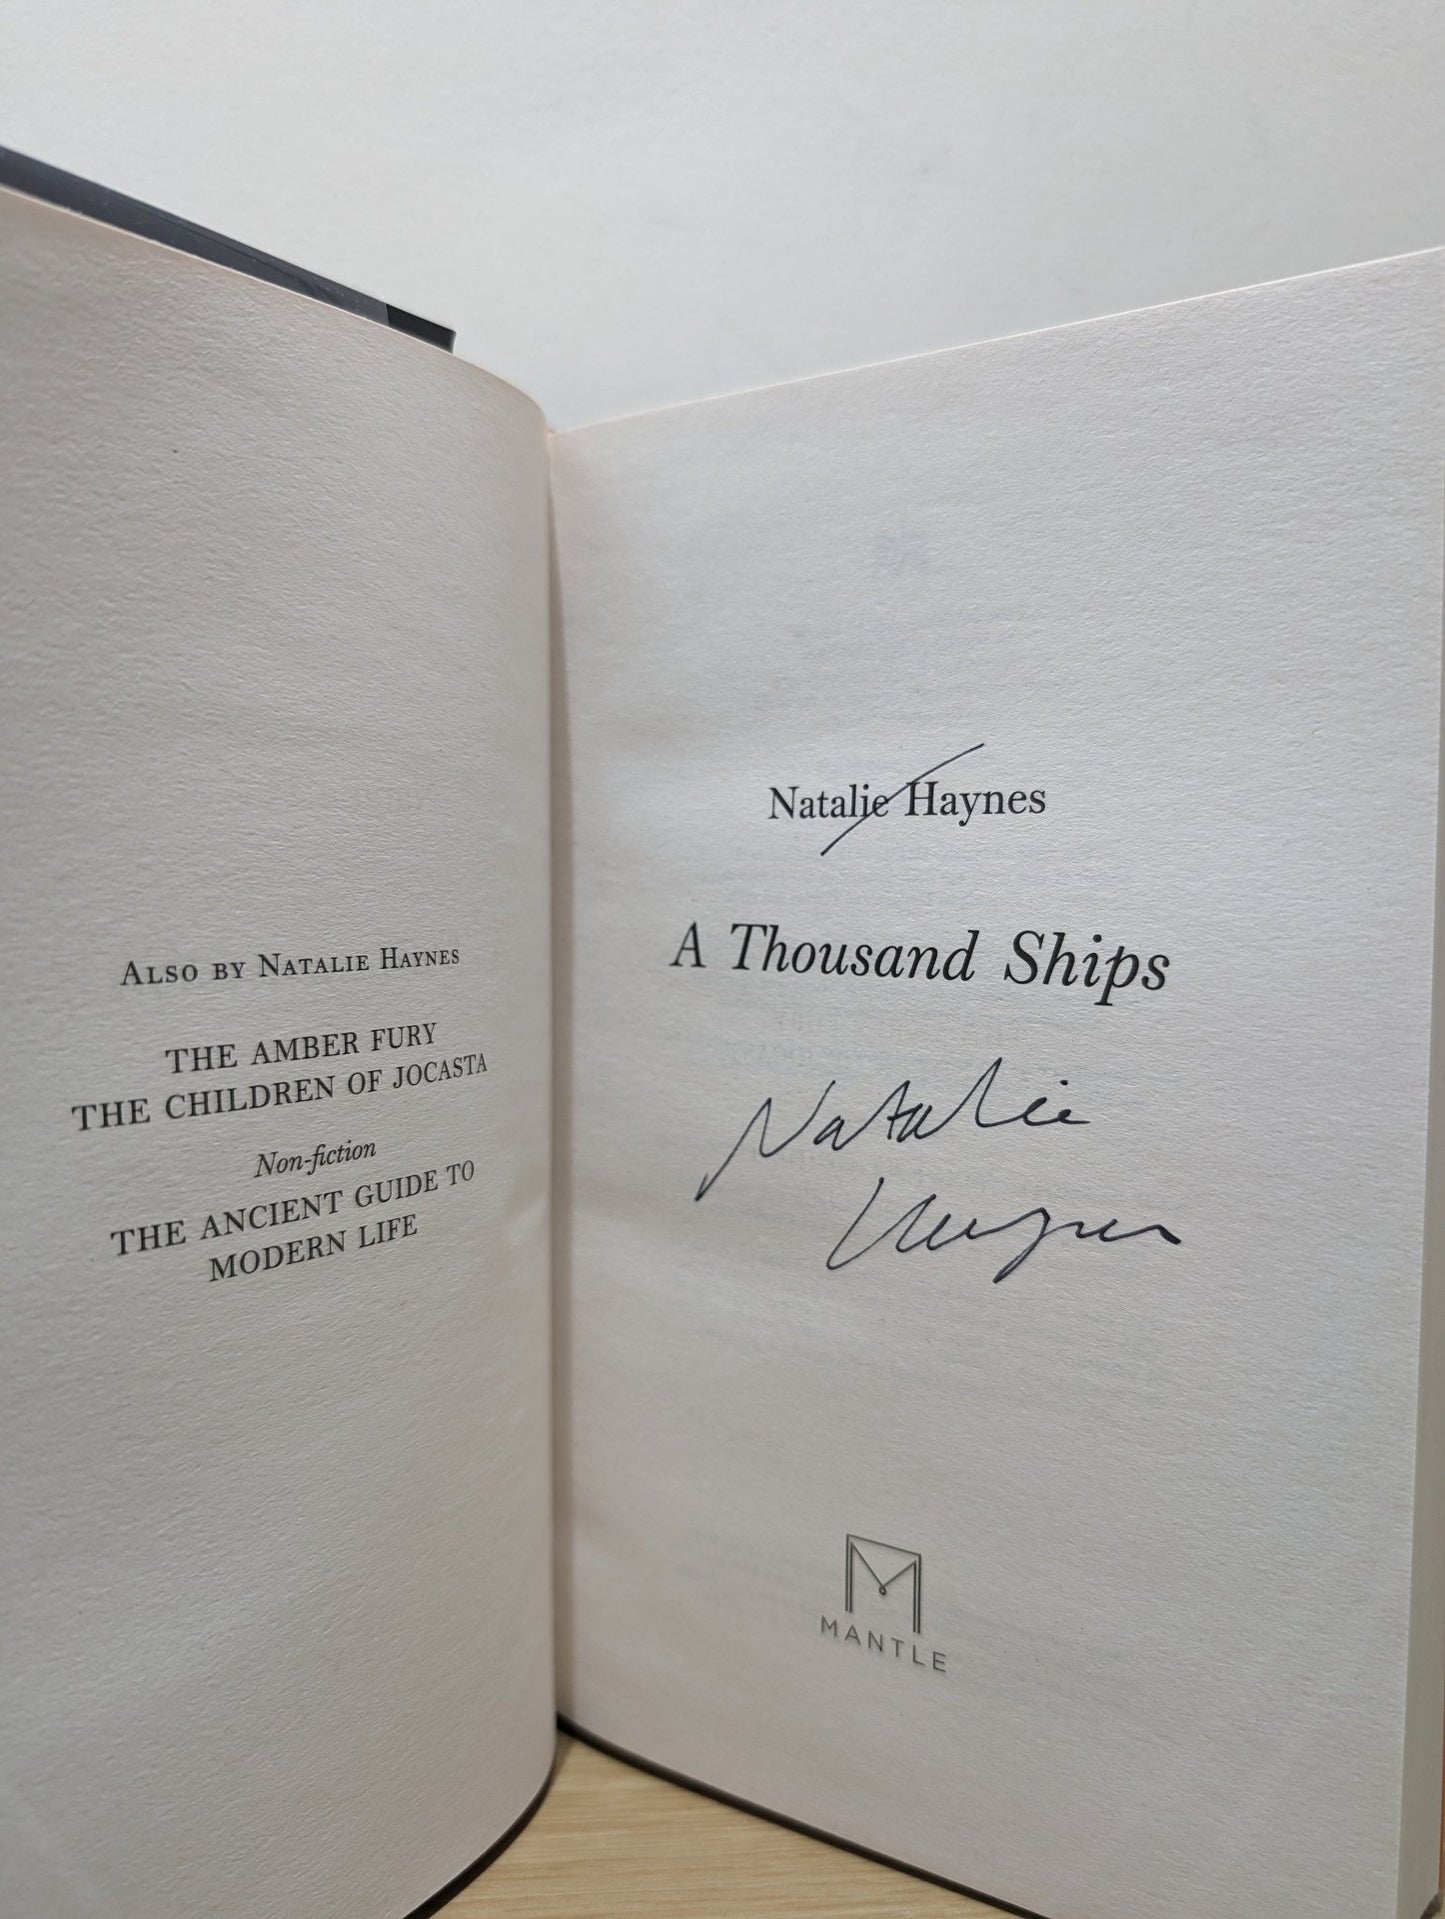 ALSO BY NATALIE HAYNES
THE AMBER FURY
THE CHILDREN OF JOCASTA
Non-fiction
THE ANCIENT GUIDE TO
MODERN LIFE
Natalie Haynes
A Thousand Ships
Natalie
Haynes
MANTLE